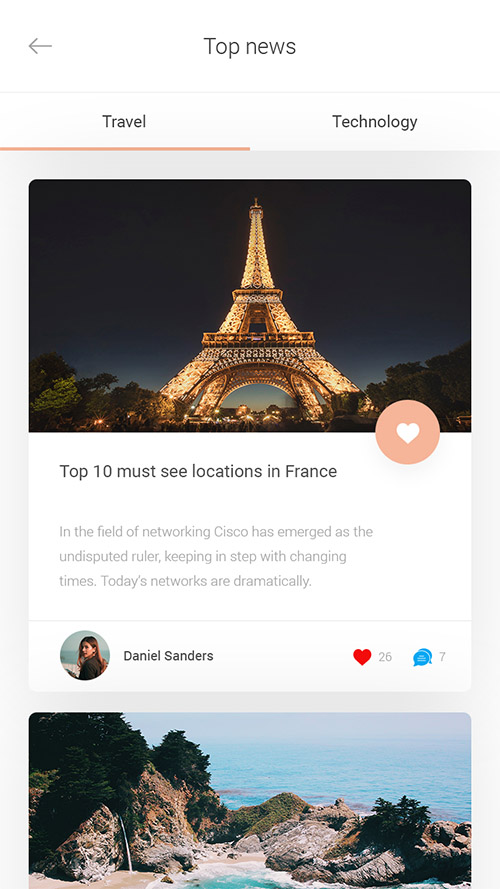 Top news
Travel
Technology
Top 10 must see locations in France
In the field of networking Cisco has emerged as the
undisputed ruler, keeping in step with changing
times. Today's networks are dramatically.
Daniel Sanders
26
7